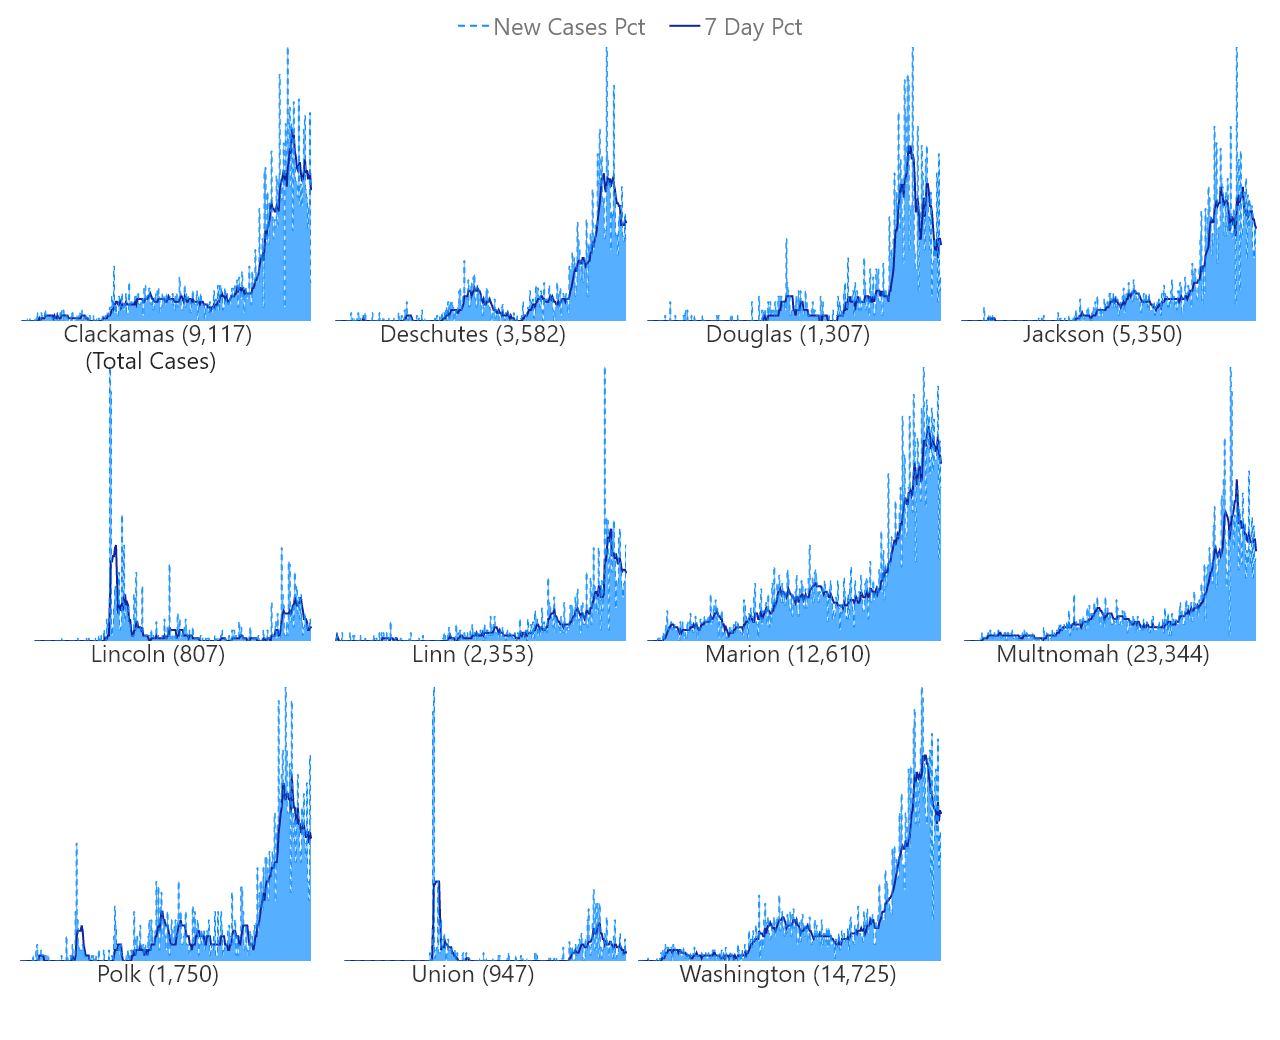 New Cases Pct 7 Day Pct
Clackamas (9,117)
(Total Cases)
Deschutes (3,582)
Douglas (1,307)
Jackson (5,350)
Lincoln (807)
Linn (2,353)
Marion (12,610)
Multnomah (23,344)
Polk (1,750)
Union (947)
Washington (14,725)